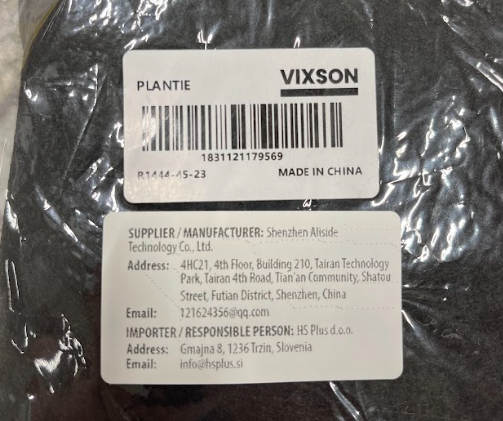 PLANTIE
VIXSON
1831121179569
R1444-45-23
MADE IN CHINA
SUPPLIER / MANUFACTURER: Shenzhen Aliside
Technology Co., Ltd.
Address: 4HC21, 4th Floor, Building 210, Tairan Technology
Park, Tairan 4th Road, Tian'an Community, Shatou
Street, Futian District, Shenzhen, China
Email: 121624356@qq.com
IMPORTER / RESPONSIBLE PERSON: HS Plus d.o.o.
Address: Gmajna 8, 1236 Trzin, Slovenia
Email: info@hsplus.si